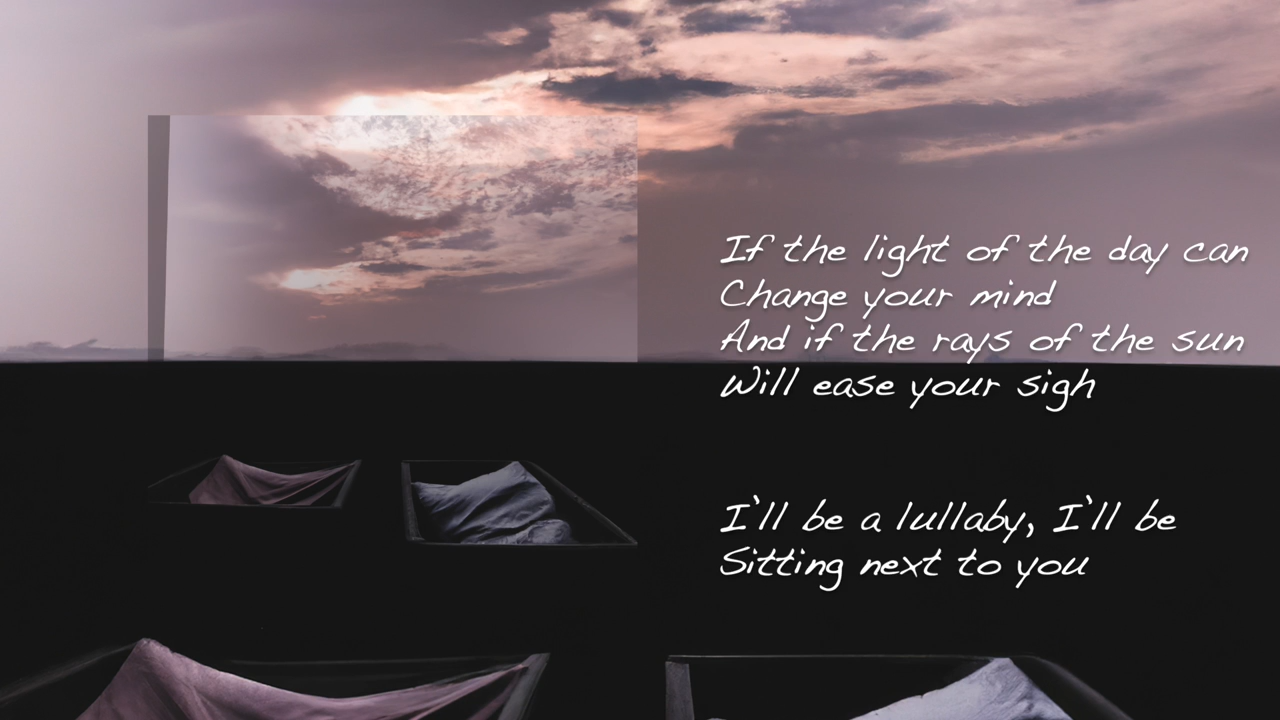 If the light of the day can
Change your mind
And if the rays of the sun
Will ease your sigh
I'll be a lullaby, I'll be
Sitting next to you